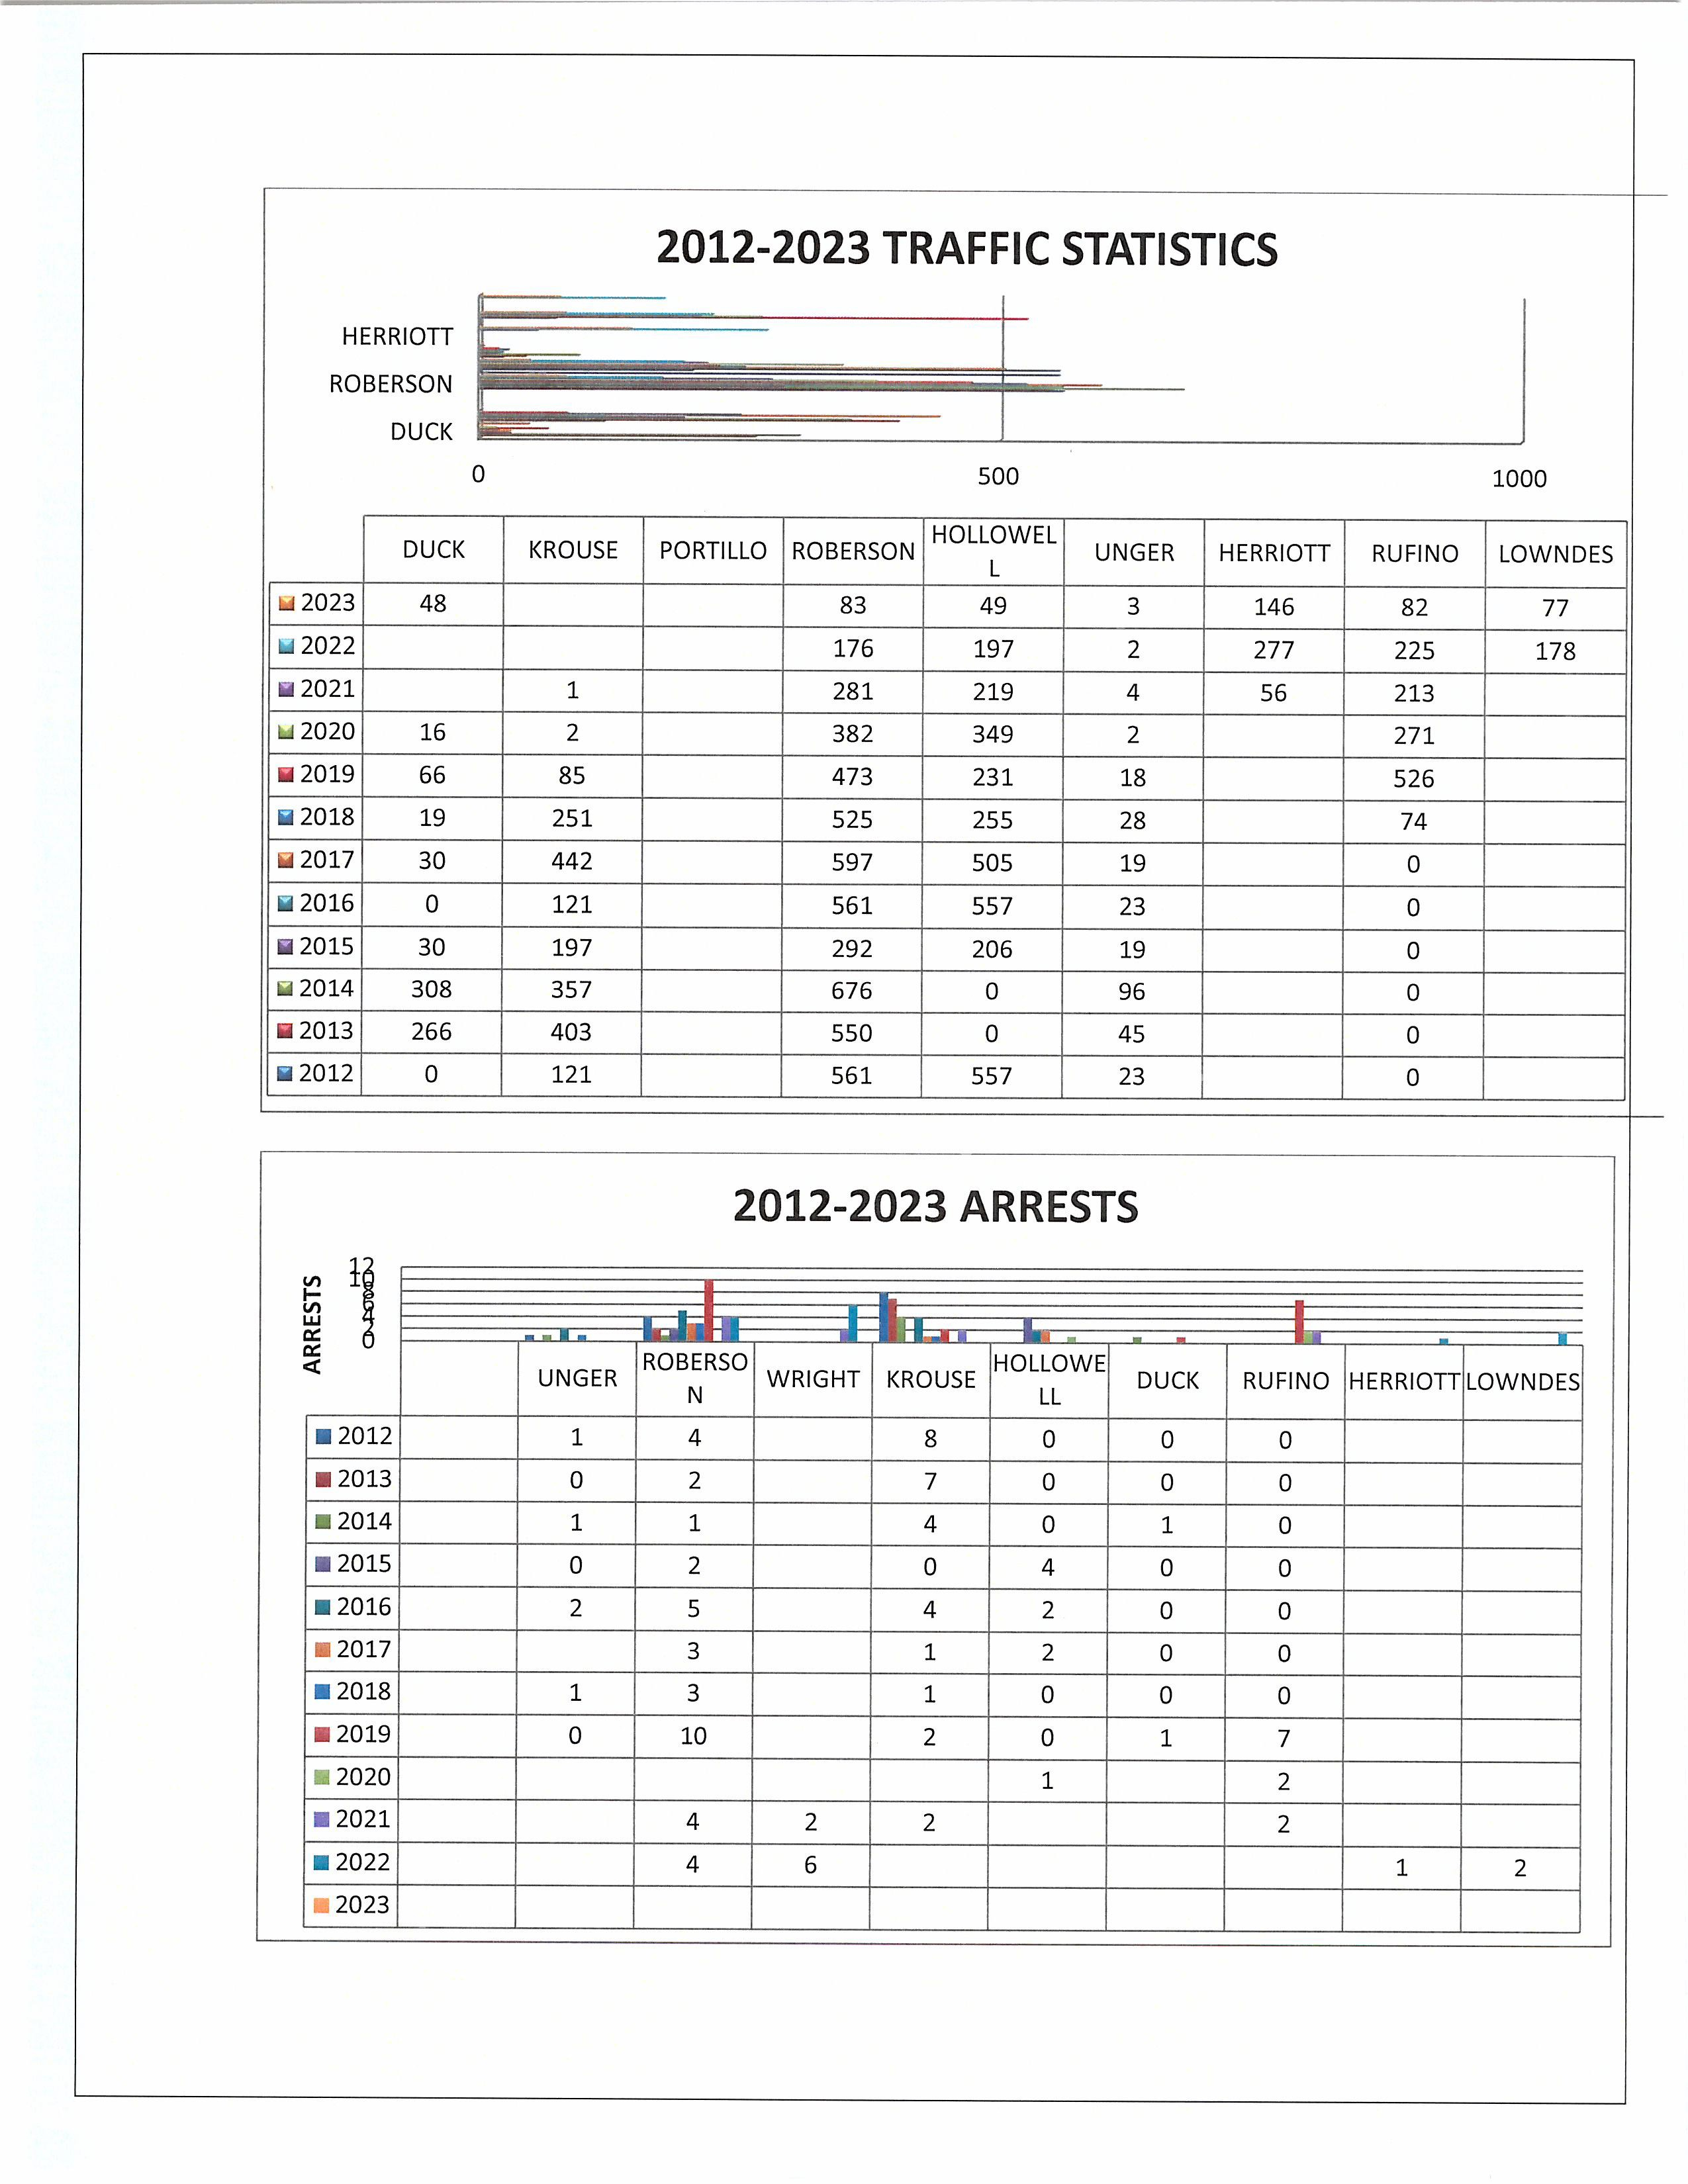 2012-2023 TRAFFIC STATISTICS
HERRIOTT
ROBERSON
DUCK
0 500 1000
DUCK KROUSE PORTILLO ROBERSON HOLLOWEL
L UNGER HERRIOTT RUFINO LOWNDES
2023 48 83 49 3 146 82 77
2022 176 197 2 277 225 178
2021 1 281 219 4 56 213
2020 16 2 382 349 2 271
2019 66 85 473 231 18 526
2018 19 251 525 255 28 74
2017 30 442 597 505 19 0
2016 0 121 561 557 23 0
2015 30 197 292 206 19 0
2014 308 357 676 0 96 0
2013 266 403 550 0 45 0
2012 0 121 561 557 23 0
2012-2023 ARRESTS
ARRESTS
12
10
8
6
4
2
0
UNGER ROBERSO
N WRIGHT KROUSE HOLLOWE
LL DUCK RUFINO HERRIOTT LOWNDES
2012 1 4 8 0 0 0
2013 0 2 7 0 0 0
2014 1 1 4 0 1 0
2015 0 2 0 4 0 0
2016 2 5 4 2 0 0
2017 3 1 2 0 0
2018 1 3 1 0 0 0
2019 0 10 2 0 1 7
2020 1 2
2021 4 2 2 2
2022 4 6 1 2
2023